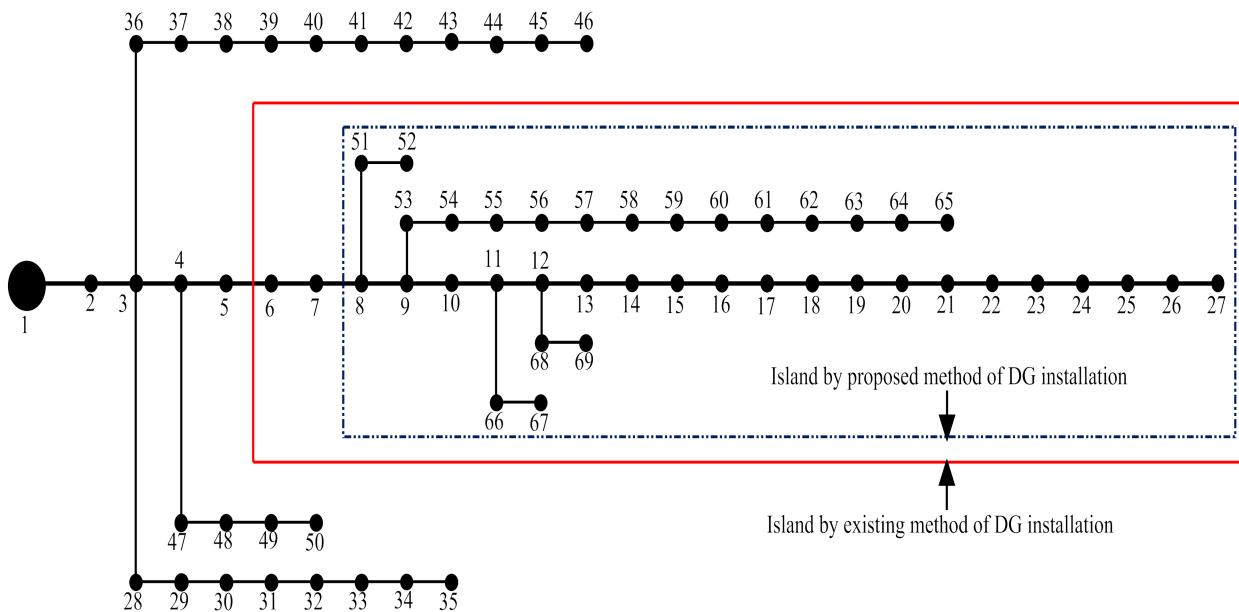 36 37 38 39 40 41 42 43 44 45 46
51 52
53 54 55 56 57 58 59 60 61 62 63 64 65
4 11 12
1 2 3 5 6 7 8 9 10 13 14 15 16 17 18 19 20 21 22 23 24 25 26 27
68 69
Island by proposed method of DG installation
66 67
Island by existing method of DG installation
47 48 49 50
28 29 30 31 32 33 34 35